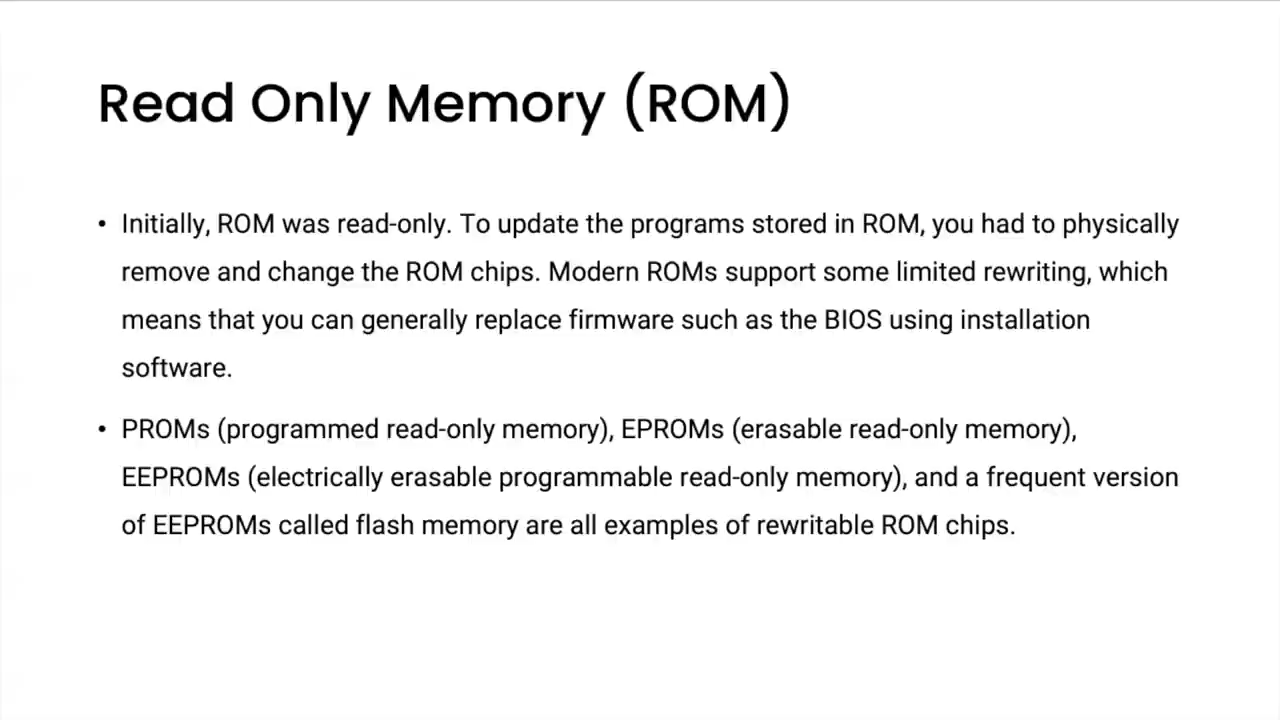 Read Only Memory (ROM)
• Initially, ROM was read-only. To update the programs stored in ROM, you had to physically
remove and change the ROM chips. Modern ROMs support some limited rewriting, which
means that you can generally replace firmware such as the BIOS using installation
software.
• PROMs (programmed read-only memory), EPROMs (erasable read-only memory),
EEPROMs (electrically erasable programmable read-only memory), and a frequent version
of EEPROMs called flash memory are all examples of rewritable ROM chips.